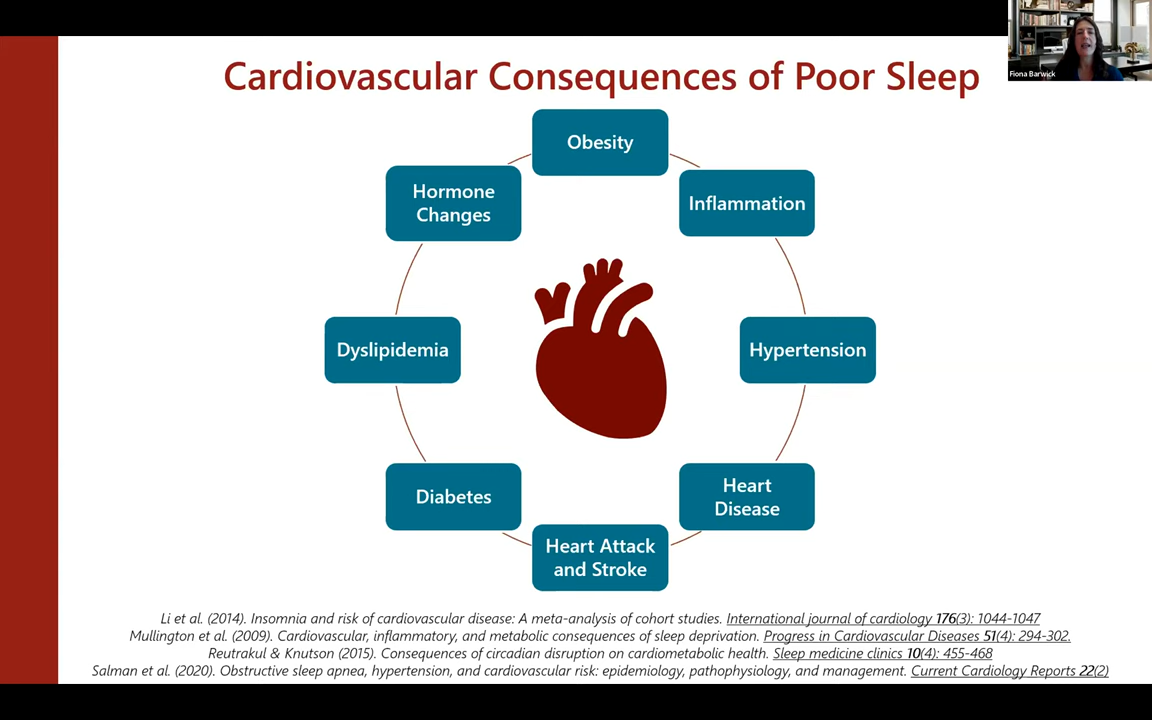 Fiona Barwick
Cardiovascular Consequences of Poor Sleep
Obesity
Inflammation
Hypertension
Heart
Disease
Heart Attack
and Stroke
Diabetes
Dyslipidemia
Hormone
Changes
Li et al. (2014). Insomnia and risk of cardiovascular disease: A meta-analysis of cohort studies. International journal of cardiology 176(3): 1044-1047
Mullington et al. (2009). Cardiovascular, inflammatory, and metabolic consequences of sleep deprivation. Progress in Cardiovascular Diseases 51(4): 294-302.
Reutrakul & Knutson (2015). Consequences of circadian disruption on cardiometabolic health. Sleep medicine clinics 10(4): 455-468
Salman et al. (2020). Obstructive sleep apnea, hypertension, and cardiovascular risk: epidemiology, pathophysiology, and management. Current Cardiology Reports 22(2)